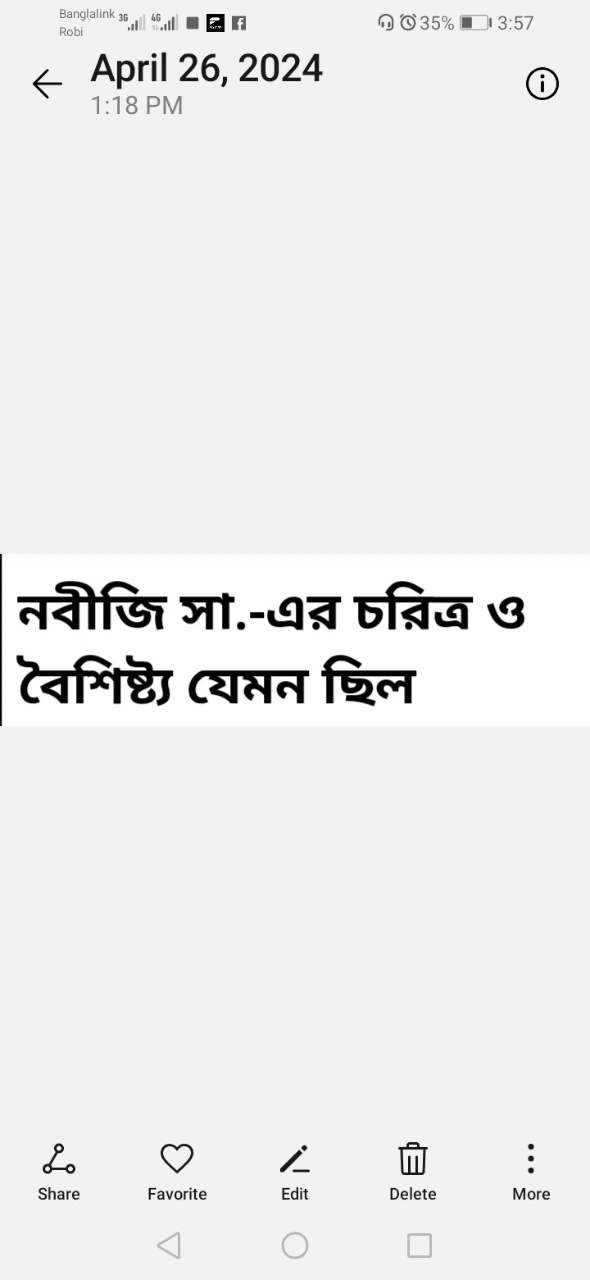 Banglalink 3G 4G 35% 3:57
Robi
April 26, 2024
1:18 PM
নবীজি সা.-এর চরিত্র ও
বৈশিষ্ট্য যেমন ছিল
Share Favorite Edit Delete More